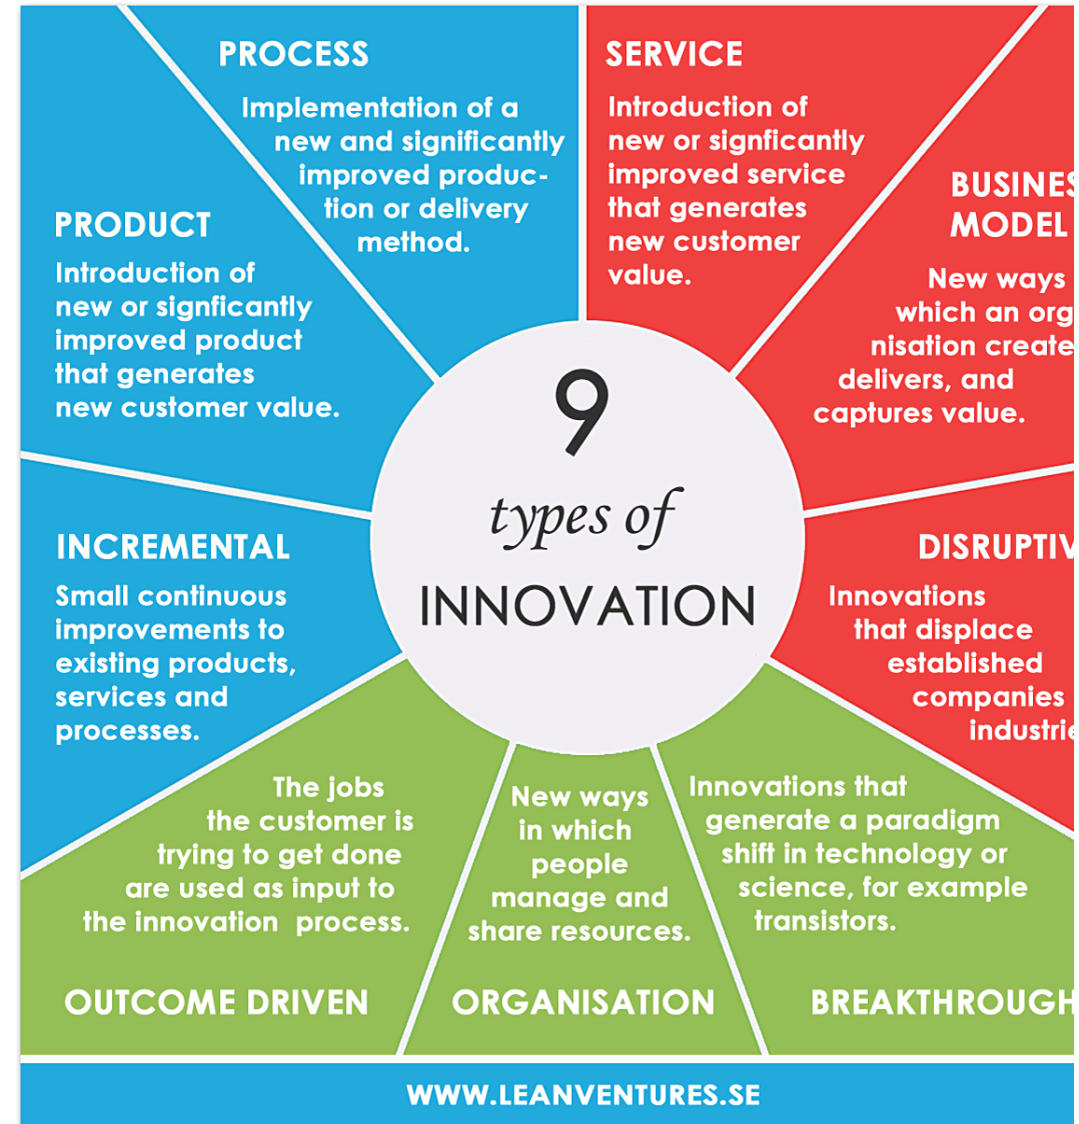 PROCESS
Implementation of a
new and significantly
improved produc-
tion or delivery
method.
SERVICE
Introduction of
new or signficantly
improved service
that generates
new customer
value.
BUSINES
MODEL
New ways
which an org
nisation create
delivers, and
captures value.
PRODUCT
Introduction of
new or signficantly
improved product
that generates
new customer value.
9
types of
INNOVATION
INCREMENTAL
Small continuous
improvements to
existing products,
services and
processes.
DISRUPTIV
Innovations
that displace
established
companies
industrie
The jobs
the customer is
trying to get done
are used as input to
the innovation process.
OUTCOME DRIVEN
New ways
in which
people
manage and
share resources.
ORGANISATION
Innovations that
generate a paradigm
shift in technology or
science, for example
transistors.
BREAKTHROUGH
WWW.LEANVENTURES.SE